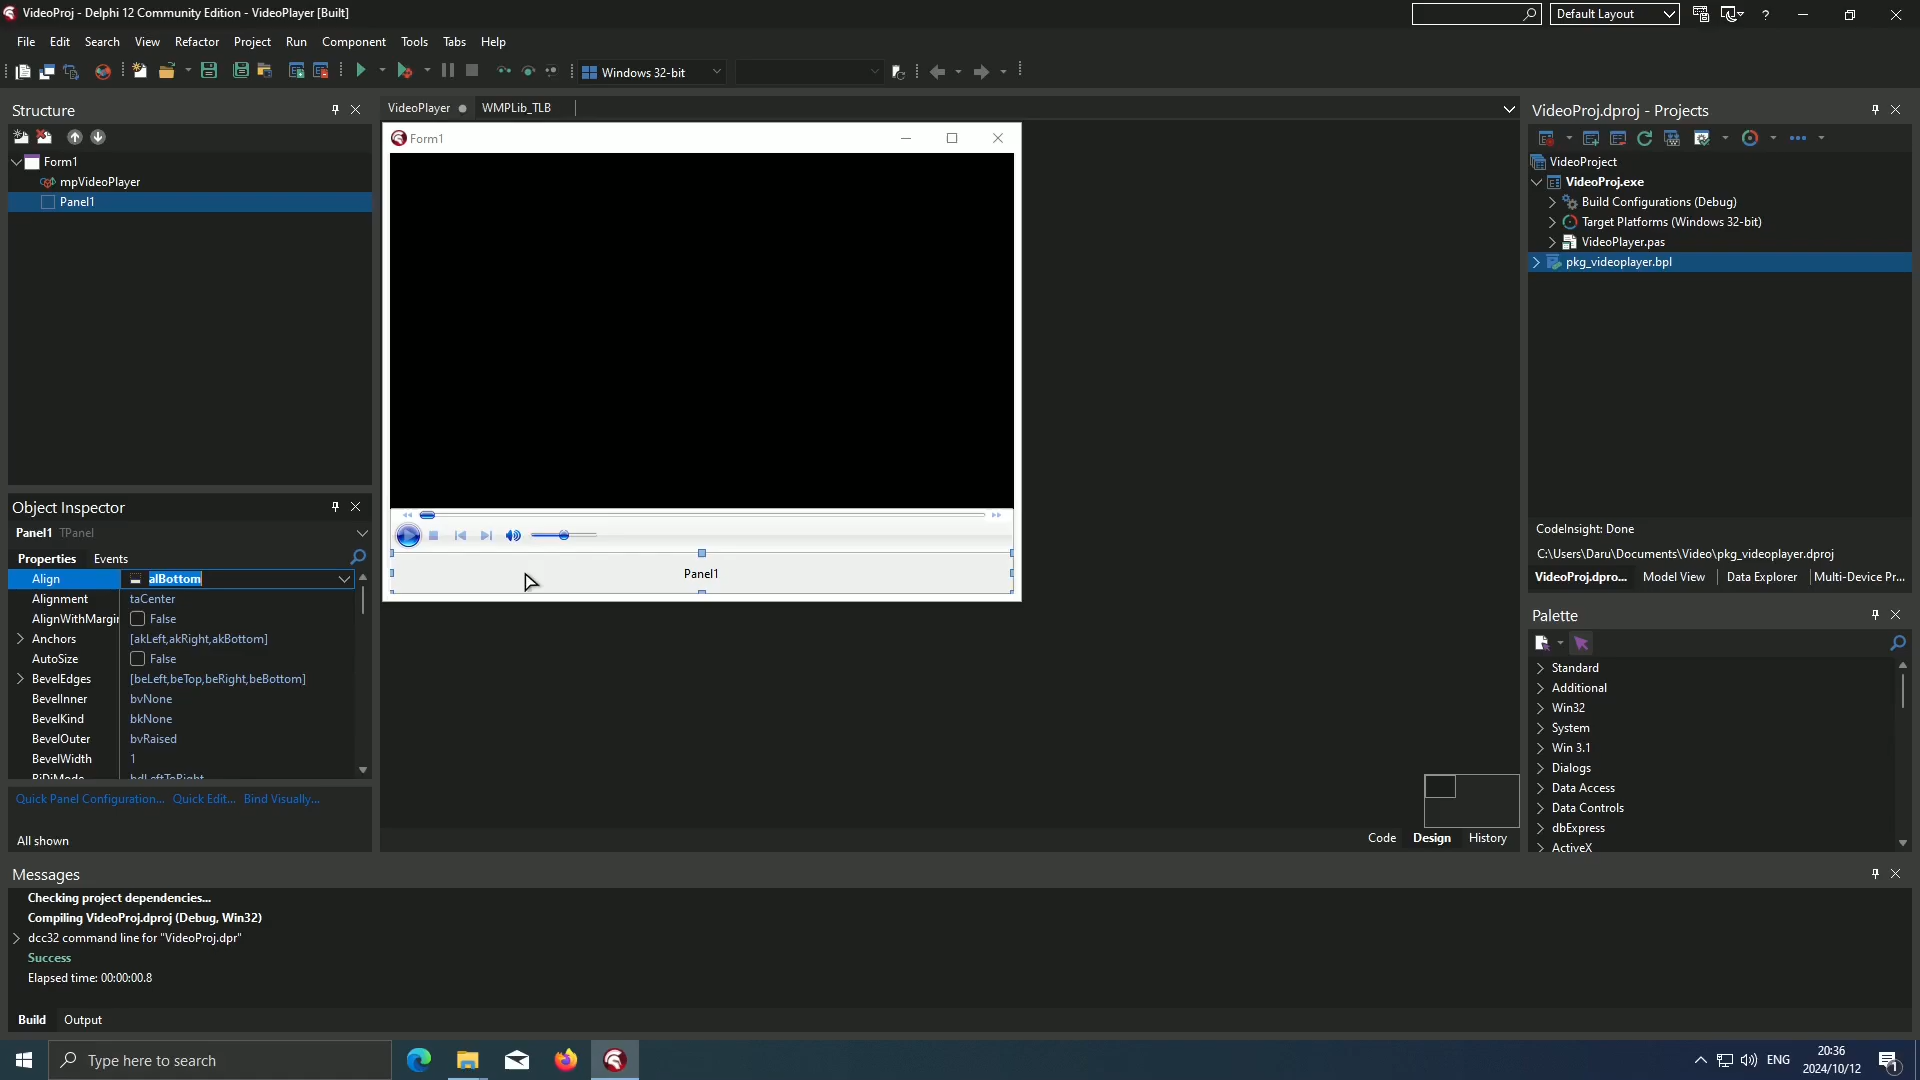 VideoProj - Delphi 12 Community Edition - VideoPlayer [Built]
Default Layout
?
File Edit Search View Refactor Project Run Component Tools Tabs Help
Windows 32-bit
Structure
Form1
mpVideoPlayer
Panel1
Object Inspector
Panel1 TPanel
Properties Events
Align alBottom
Alignment taCenter
AlignWithMargin False
Anchors [akLeft,akRight,akBottom]
AutoSize False
BevelEdges [beLeft,beTop,beRight,beBottom]
BevelInner bvNone
BevelKind bkNone
BevelOuter bvRaised
BevelWidth 1
BiDiMode bdLeftToRight
Quick Panel Configuration... Quick Edit... Bind Visually...
All shown
VideoPlayer WMPLib_TLB
Form1
Panel1
Code Design History
VideoProj.dproj - Projects
VideoProject
VideoProj.exe
Build Configurations (Debug)
Target Platforms (Windows 32-bit)
VideoPlayer.pas
pkg_videoplayer.bpl
CodeInsight: Done
C:\Users\Daru\Documents\Video\pkg_videoplayer.dproj
VideoProj.dpro... Model View Data Explorer Multi-Device Pr...
Palette
Standard
Additional
Win32
System
Win 3.1
Dialogs
Data Access
Data Controls
dbExpress
ActiveX
Messages
Checking project dependencies...
Compiling VideoProj.dproj (Debug, Win32)
dcc32 command line for "VideoProj.dpr"
Success
Elapsed time: 00:00:00.8
Build Output
Type here to search
ENG
20:36
2024/10/12
1